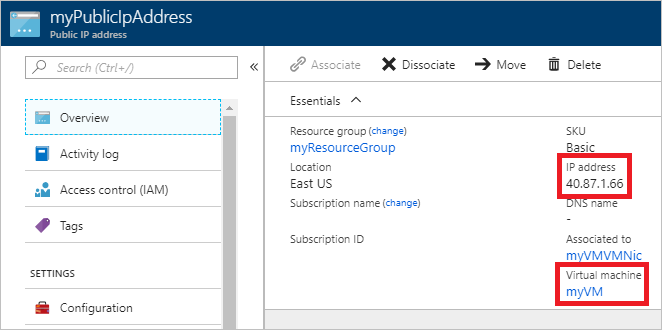 myPublicIpAddress
Public IP address
Search (Ctrl+/)
Overview
Activity log
Access control (IAM)
Tags
SETTINGS
Configuration
Associate
Dissociate
Move
Delete
Essentials
Resource group (change)
myResourceGroup
Location
East US
Subscription name (change)
Subscription ID
SKU
Basic
IP address
40.87.1.66
DNS name
-
Associated to
myVMVMNic
Virtual machine
myVM